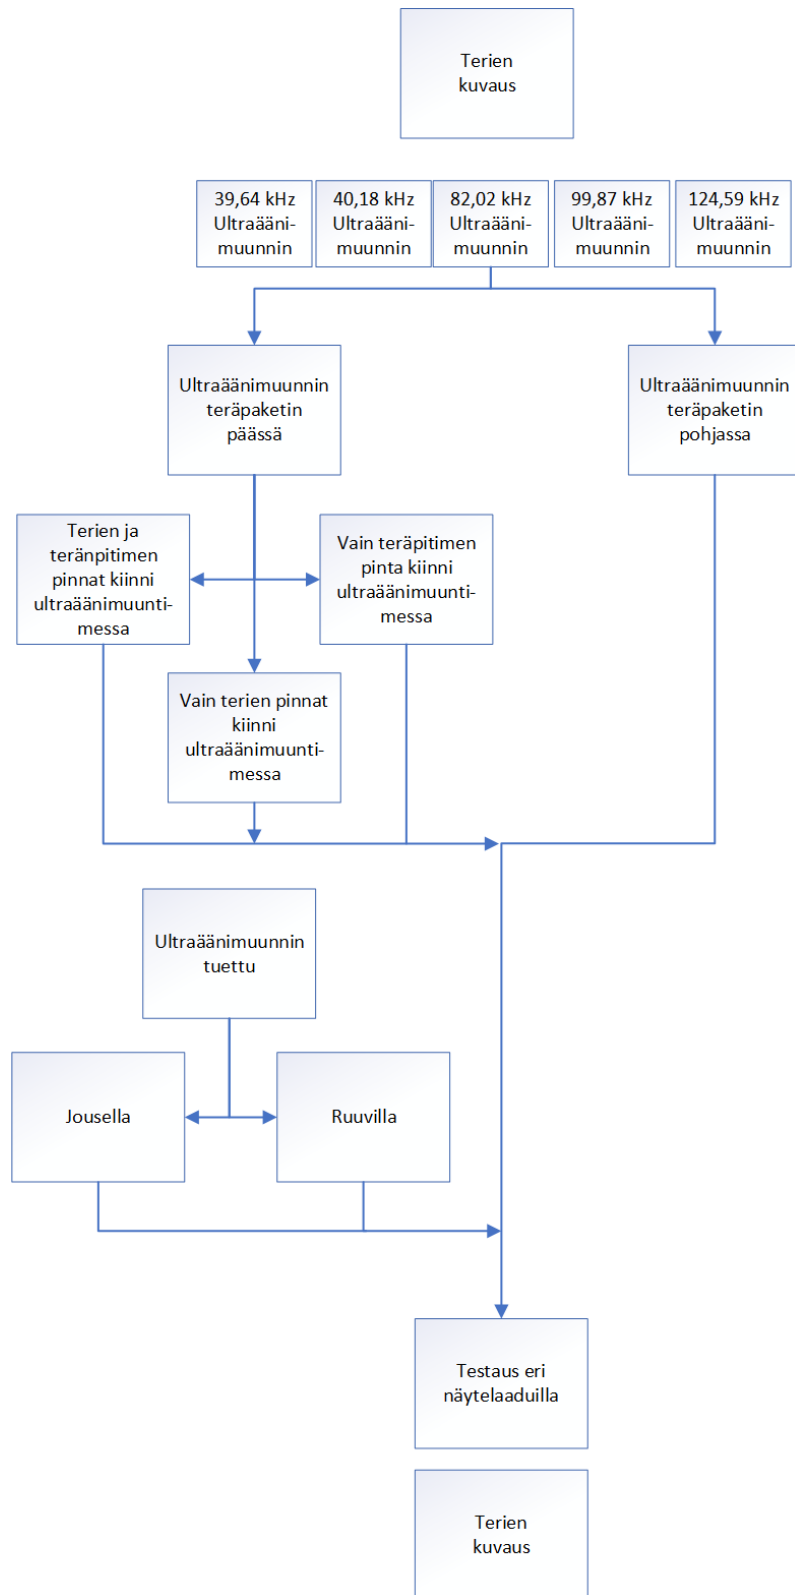 Terien
kuvaus
39,64 kHz
Ultraääni-
muunnin
40,18 kHz
Ultraääni-
muunnin
82,02 kHz
Ultraääni-
muunnin
99,87 kHz
Ultraääni-
muunnin
124,59 kHz
Ultraääni-
muunnin
Ultraäänimuunnin
teräpaketin
päässä
Ultraäänimuunnin
teräpaketin
pohjassa
Terien ja
teränpitimen
pinnat kiinni
ultraäänimuunti-
messa
Vain teräpitimen
pinta kiinni
ultraäänimuunti-
messa
Vain terien pinnat
kiinni
ultraäänimuunti-
messa
Ultraäänimuunnin
tuettu
Jousella
Ruuvilla
Testaus eri
näytelaaduilla
Terien
kuvaus